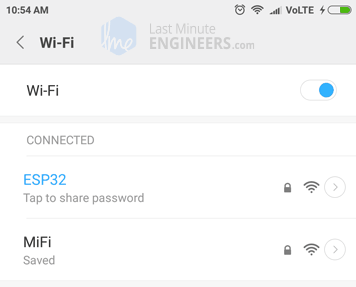 10:54 AM
VoLTE
Last Minute
ENGINEERS.com
Wi-Fi
Wi-Fi
CONNECTED
ESP32
Tap to share password
MiFi
Saved